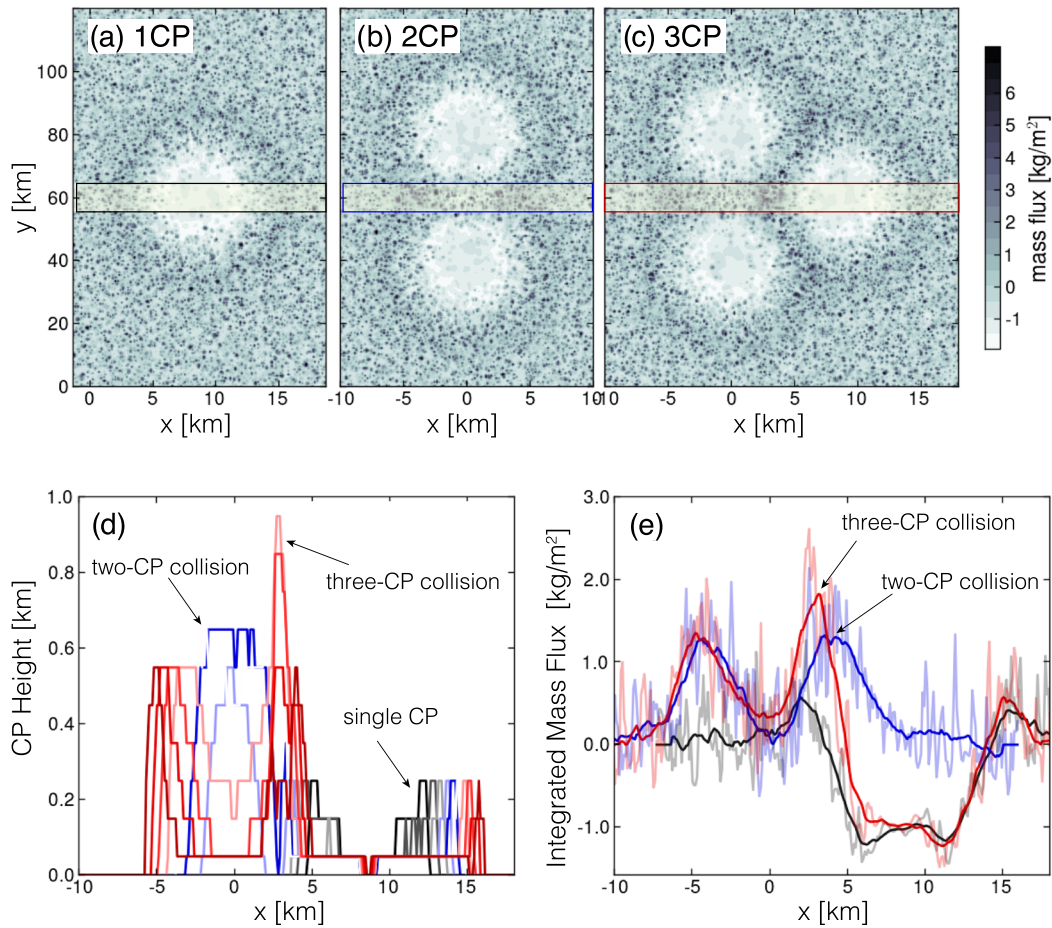 (a) 1CP
(b) 2CP
(c) 3CP
100
80
60
40
20
0
y [km]
0 5 10 15
x [km]
-10 -5 0 5
x [km]
-10 -5 0 5 10 15
x [km]
6
5
4
3
2
1
0
-1
mass flux [kg/m²]
(d)
1.0
0.8
0.6
0.4
0.2
0.0
CP Height [km]
two-CP collision
three-CP collision
single CP
-10 -5 0 5 10 15
x [km]
(e)
3.0
2.0
1.0
0.0
-1.0
Integrated Mass Flux [kg/m²]
three-CP collision
two-CP collision
-10 -5 0 5 10 15
x [km]